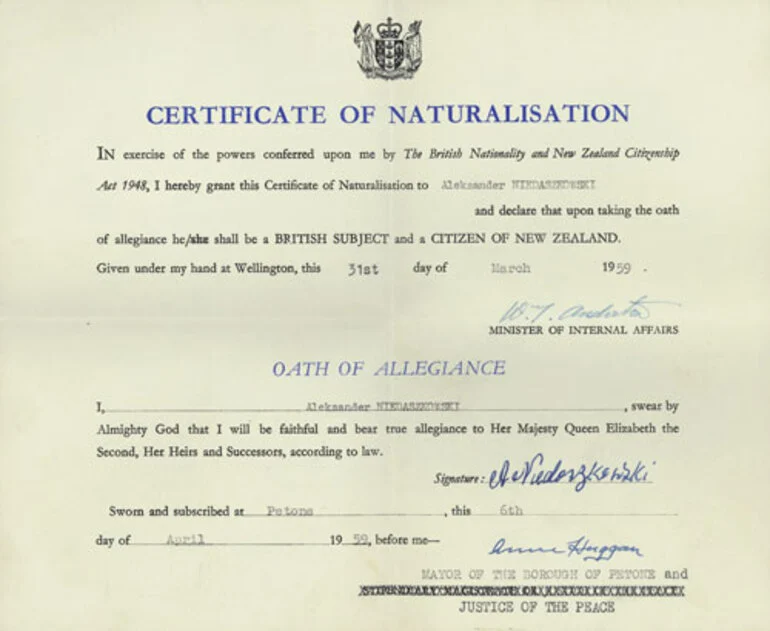 CERTIFICATE OF NATURALISATION
IN exercise of the powers conferred upon me by The British Nationality and New Zealand Citizenship
Act 1948, I hereby grant this Certificate of Naturalisation to Aleksander NIEDASZKOWSKI
and declare that upon taking the oath
of allegiance he/she shall be a BRITISH SUBJECT and a CITIZEN OF NEW ZEALAND.
Given under my hand at Wellington, this 31st day of March 1959.
MINISTER OF INTERNAL AFFAIRS
OATH OF ALLEGIANCE
I, Aleksander NIEDASZKOWSKI, swear by
Almighty God that I will be faithful and bear true allegiance to Her Majesty Queen Elizabeth the
Second, Her Heirs and Successors, according to law.
Signature: A Niedaszkowski
Sworn and subscribed at Petone, this 6th
day of April 1959, before me—
MAYOR OF THE BOROUGH OF PETONE and
JUSTICE OF THE PEACE